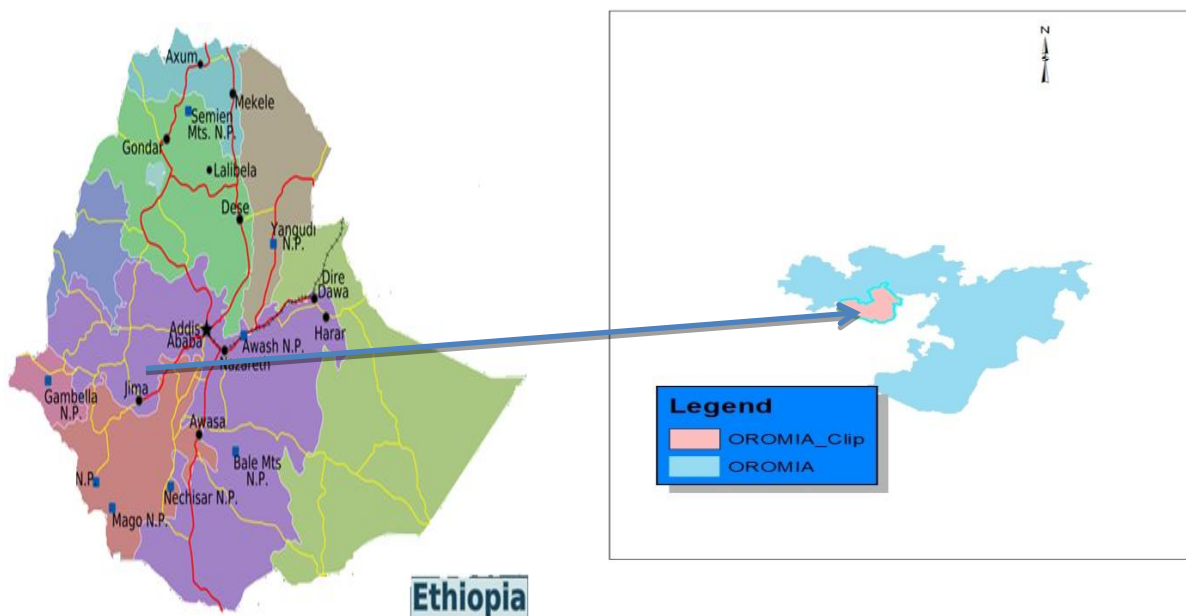 Axum
Mekele
Semien
Mts. N.P.
Gondar
Lalibela
Dese
Yangudi
N.P.
Dire
Dawa
Addis
Ababa
Harar
Awash N.P.
Nazareth
Jima
Gambella
N.P.
Awasa
Bale Mts
N.P.
N.P.
Nechisar N.P.
Mago N.P.
Ethiopia
N
Legend
OROMIA_Clip
OROMIA